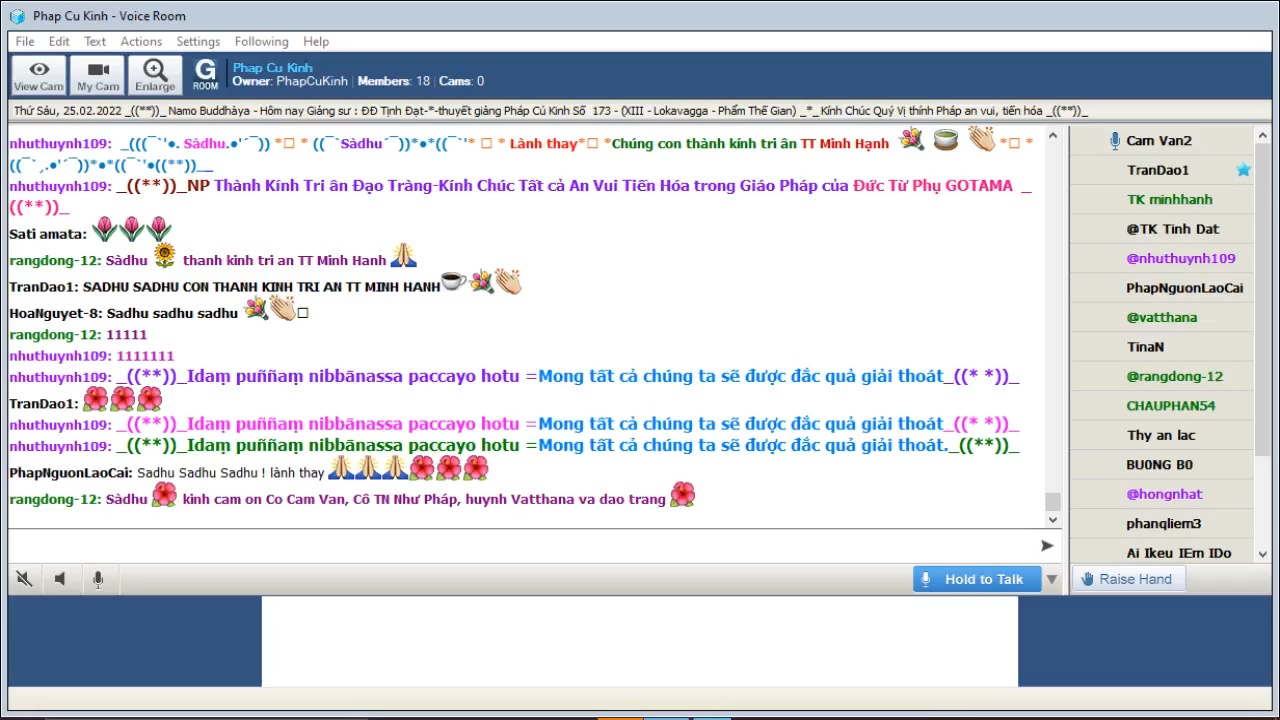 Phap Cu Kinh - Voice Room
File Edit Text Actions Settings Following Help
View Cam My Cam Enlarge G ROOM
Phap Cu Kinh
Owner: PhapCuKinh | Members: 18 | Cams: 0
Thứ Sáu, 25.02.2022 _((**))_ Namo Buddhàya - Hôm nay Giảng sư : ĐĐ Tịnh Đạt-*-thuyết giảng Pháp Cú Kinh Số 173 - (XIII - Lokavagga - Phẩm Thế Gian) _*_ Kính Chúc Quý Vị thính Pháp an vui, tiến hóa _((**))_
nhuthuynh109: _(((¯`'•. Sàdhu.•'´¯)) *□ * ((¯`Sàdhu´¯))*•*((¯`'* □ * Lành thay*□ *Chúng con thành kính tri ân TT Minh Hạnh *□ *
((¯`¸.•'´¯))*•*((¯`'•((**))__
nhuthuynh109: _((**))_NP Thành Kính Tri ân Đạo Tràng-Kính Chúc Tất cả An Vui Tiến Hóa trong Giáo Pháp của Đức Từ Phụ GOTAMA _
((**))_
Sati amata:
rangdong-12: Sàdhu thanh kinh tri an TT Minh Hanh
TranDao1: SADHU SADHU CON THANH KINH TRI AN TT MINH HANH
HoaNguyet-8: Sadhu sadhu sadhu □
rangdong-12: 11111
nhuthuynh109: 1111111
nhuthuynh109: _((**))_Idaṃ puññaṃ nibbānassa paccayo hotu =Mong tất cả chúng ta sẽ được đắc quả giải thoát_((* *))_
TranDao1:
nhuthuynh109: _((**))_Idaṃ puññaṃ nibbānassa paccayo hotu =Mong tất cả chúng ta sẽ được đắc quả giải thoát_((* *))_
nhuthuynh109: _((**))_Idaṃ puññaṃ nibbānassa paccayo hotu =Mong tất cả chúng ta sẽ được đắc quả giải thoát._((**))_
PhapNguonLaoCai: Sadhu Sadhu Sadhu ! lành thay
rangdong-12: Sàdhu kinh cam on Co Cam Van, Cô TN Như Pháp, huynh Vatthana va dao trang
Cam Van2
TranDao1
TK minhhanh
@TK Tinh Dat
@nhuthuynh109
PhapNguonLaoCai
@vatthana
TinaN
@rangdong-12
CHAUPHAN54
Thy an lac
BU0NG B0
@hongnhat
phanqliem3
Ai lkeu IEm IDo
Hold to Talk
Raise Hand